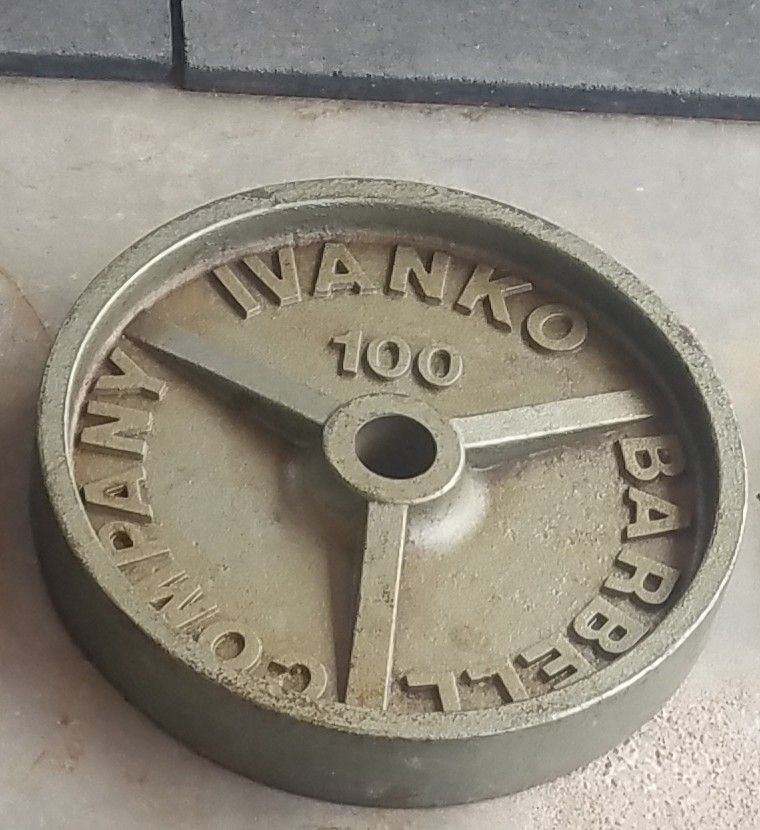 IVANKO
100
BARBELL
COMPANY